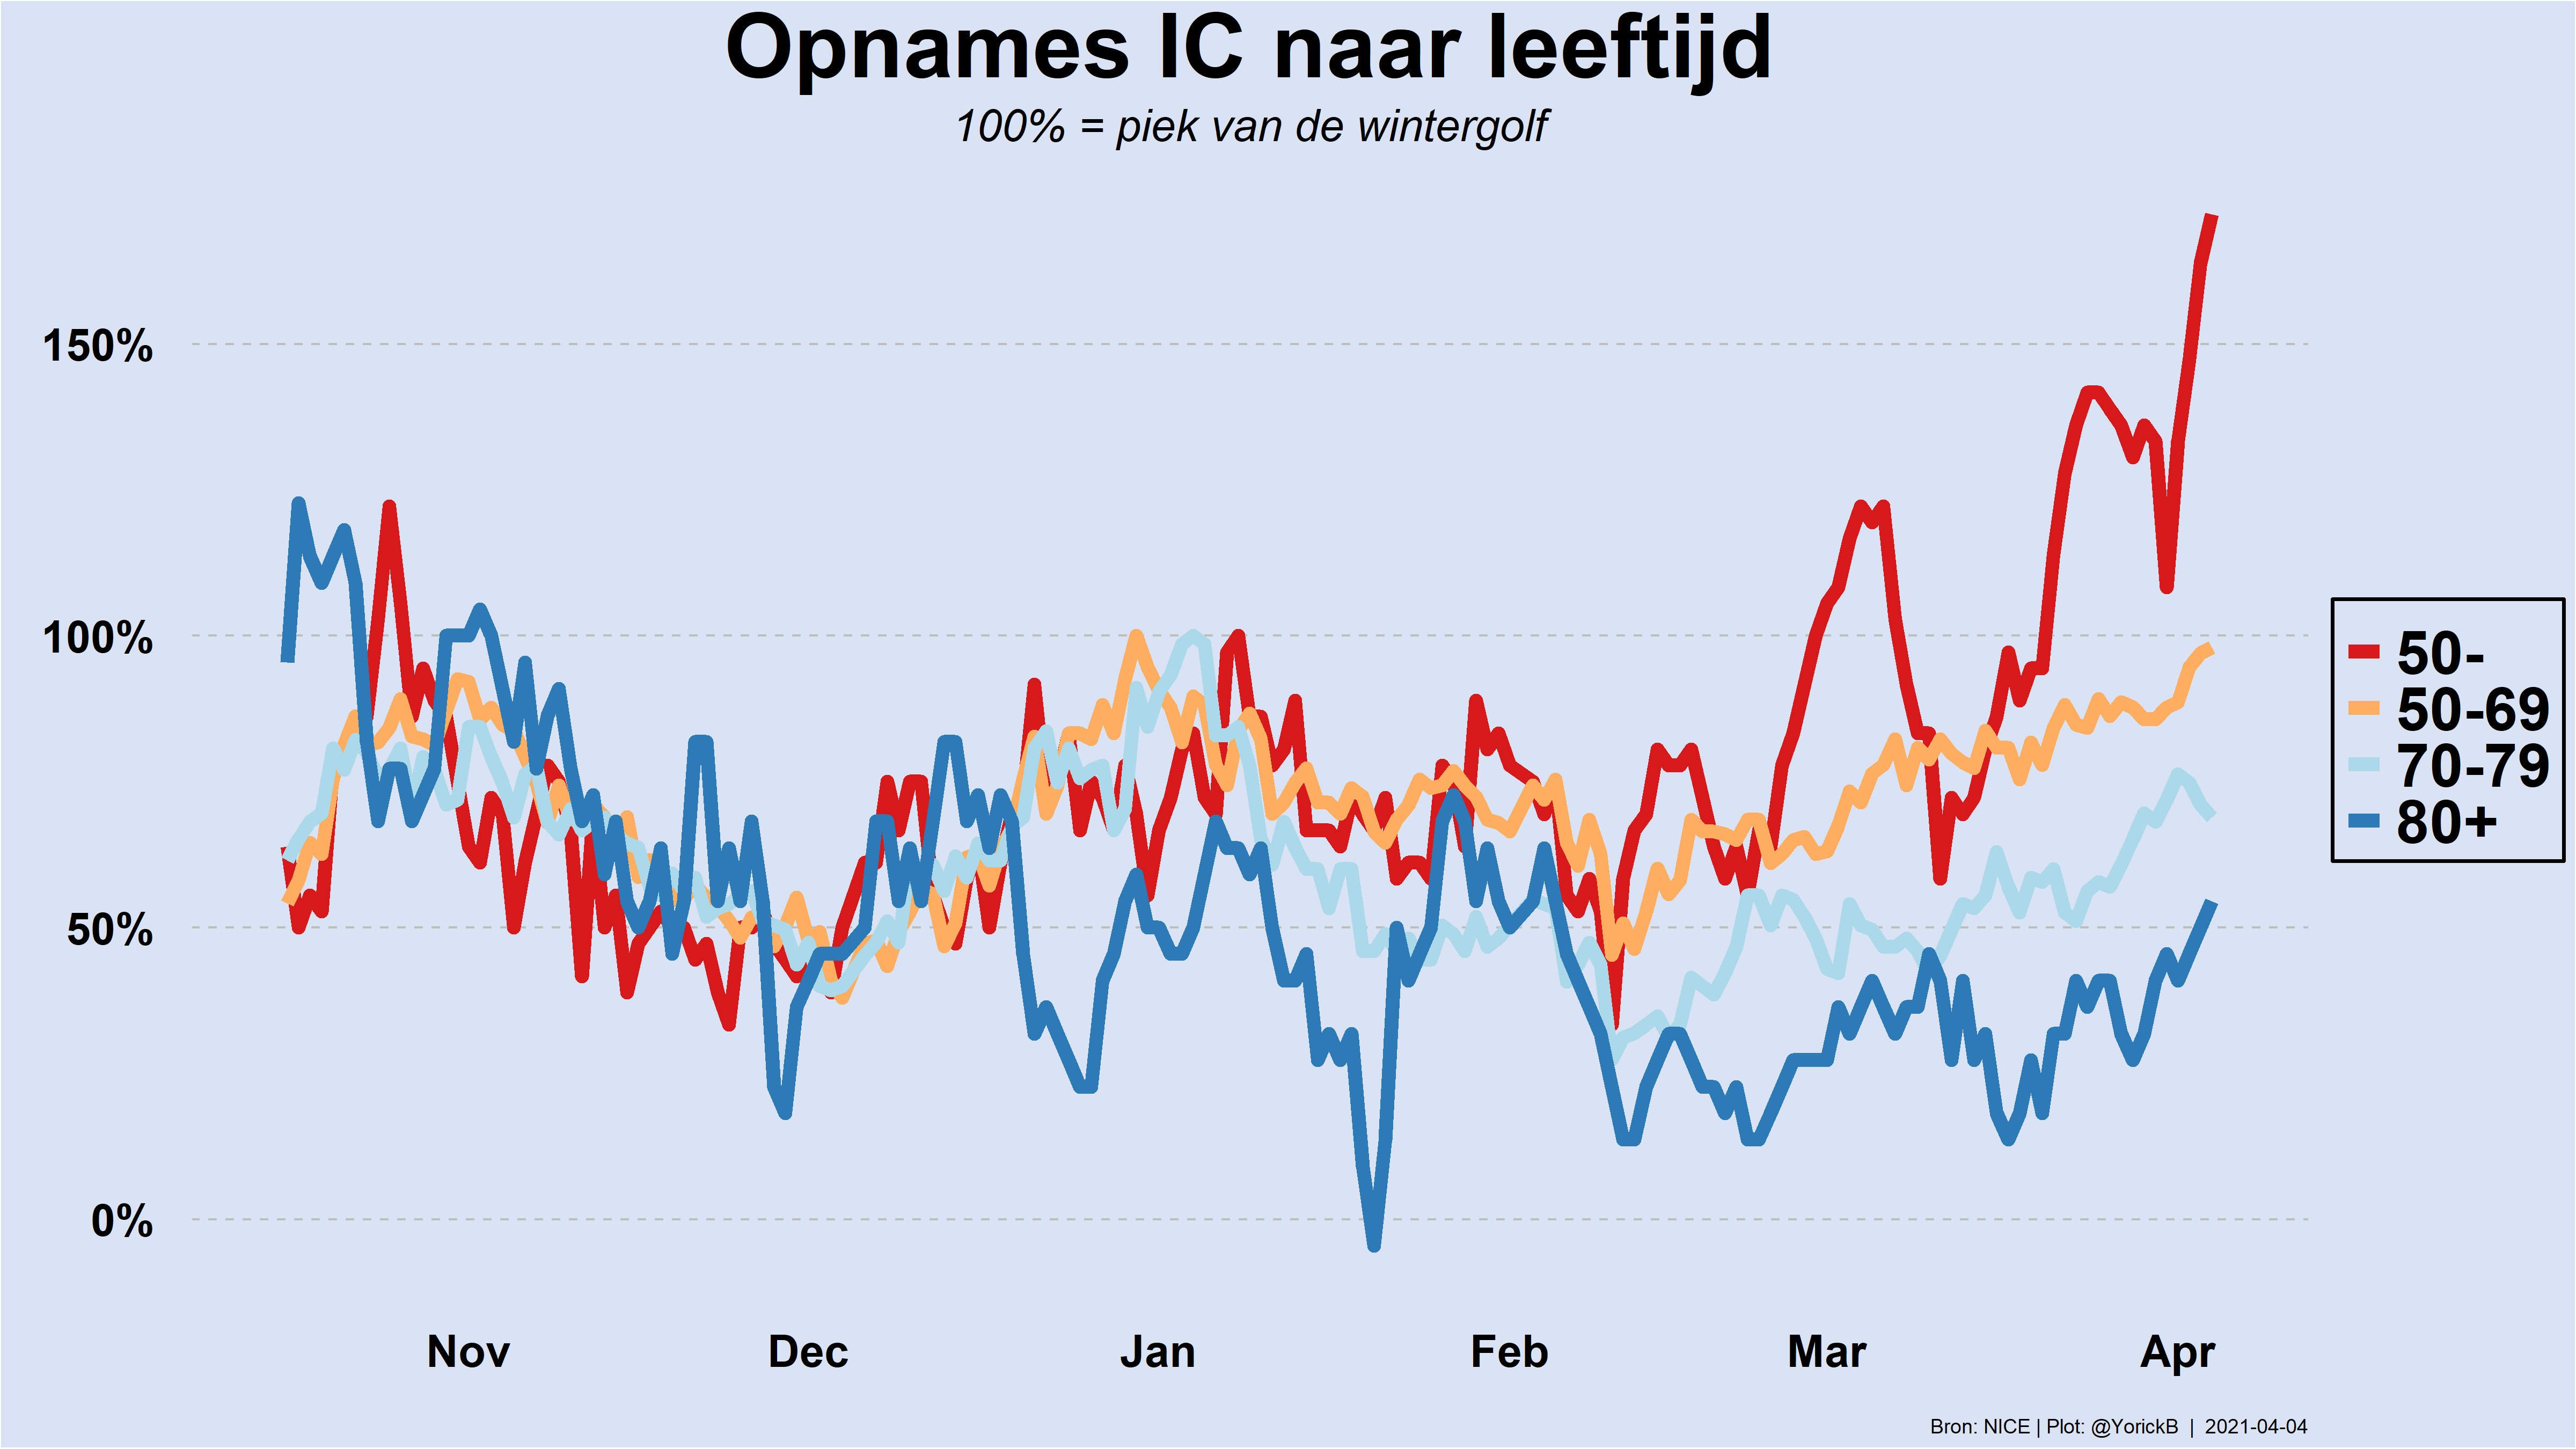 Opnames IC naar leeftijd
100% = piek van de wintergolf
150%
100%
50%
0%
50-
50-69
70-79
80+
Nov Dec Jan Feb Mar Apr
Bron: NICE | Plot: @YorickB | 2021-04-04